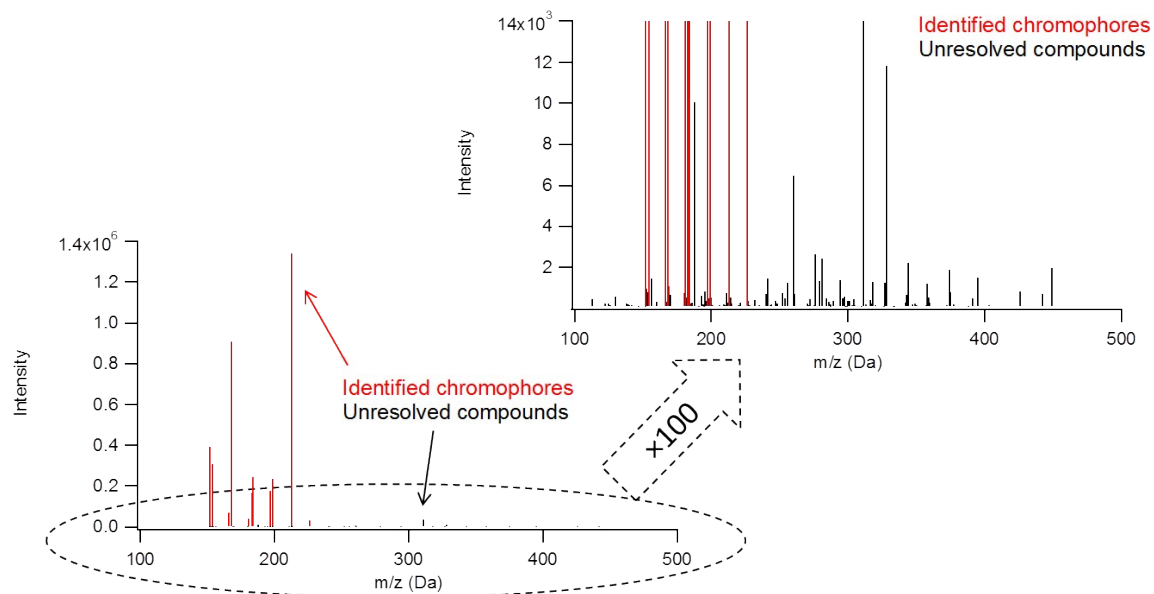 14x10³
12
10
8
6
4
2
Intensity
100
200
300
400
500
m/z (Da)
Identified chromophores
Unresolved compounds
1.4x10⁶
1.2
1.0
0.8
0.6
0.4
0.2
0.0
Intensity
100
200
300
400
500
m/z (Da)
Identified chromophores
Unresolved compounds
×100